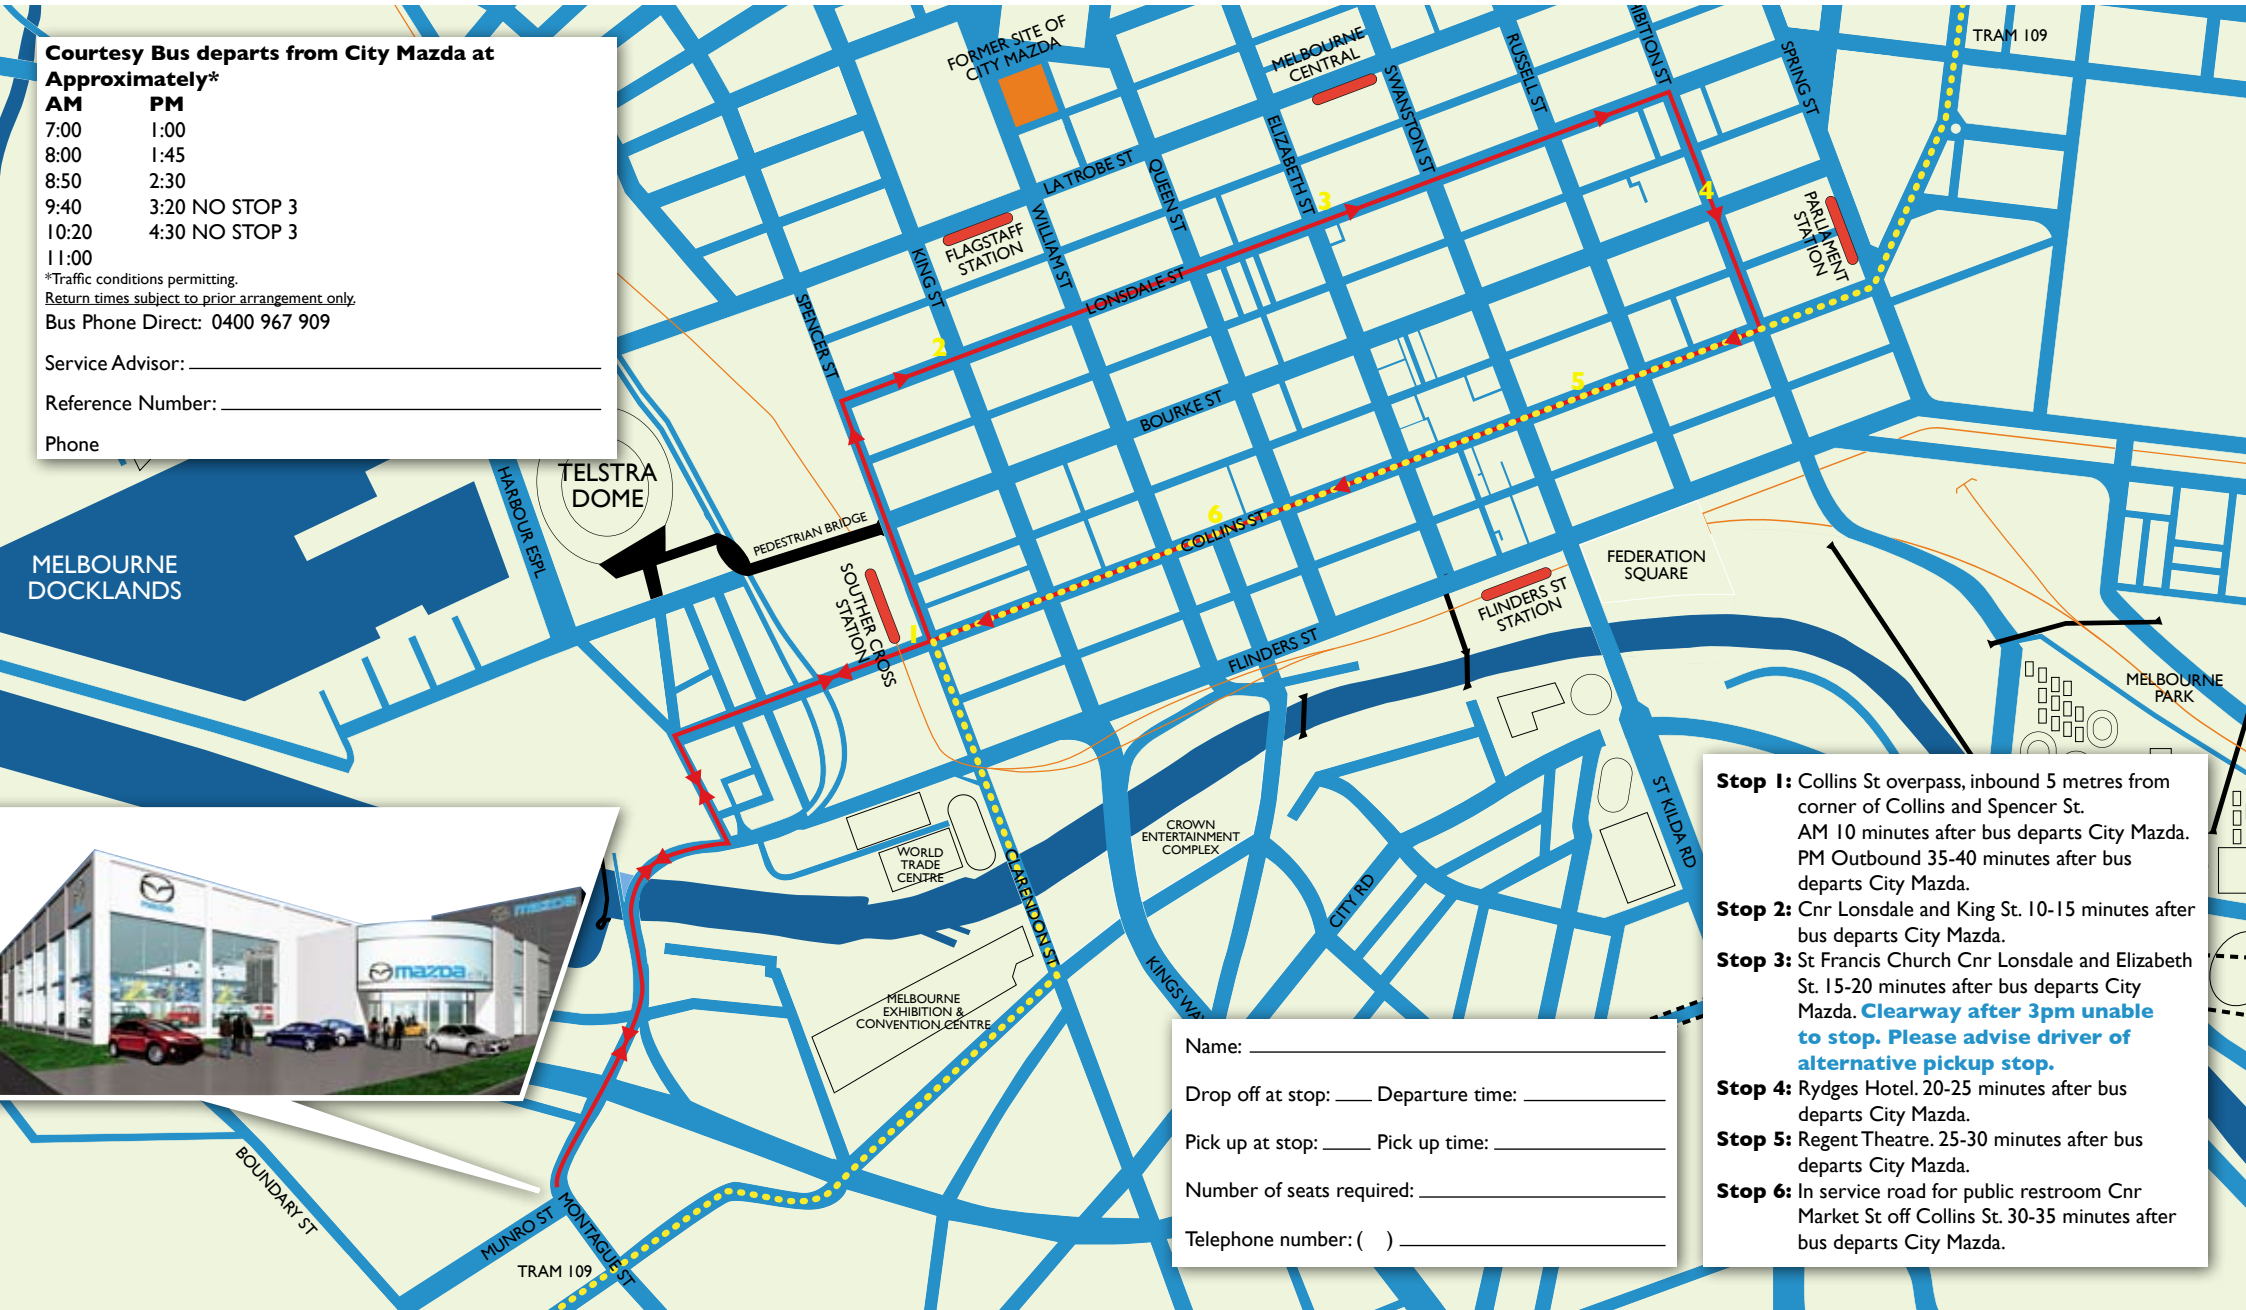 Courtesy Bus departs from City Mazda at
Approximately*
AM PM
7:00 1:00
8:00 1:45
8:50 2:30
9:40 3:20 NO STOP 3
10:20 4:30 NO STOP 3
11:00
*Traffic conditions permitting.
Return times subject to prior arrangement only.
Bus Phone Direct: 0400 967 909
Service Advisor:
Reference Number:
Phone
FORMER SITE OF
CITY MAZDA
MELBOURNE
CENTRAL
SWANSTON ST
RUSSELL ST
HIBITION ST
SPRING ST
TRAM 109
LA TROBE ST
QUEEN ST
ELIZABETH ST
3
4
PARLIAMENT
STATION
FLAGSTAFF
STATION
WILLIAM ST
KING ST
SPENCER ST
LONSDALE ST
2
BOURKE ST
5
6
COLLINS ST
TELSTRA
DOME
HARBOUR ESPL
PEDESTRIAN BRIDGE
MELBOURNE
DOCKLANDS
SOUTHER CROSS
STATION
1
FLINDERS ST
FLINDERS ST
STATION
FEDERATION
SQUARE
MELBOURNE
PARK
ST KILDA RD
CROWN
ENTERTAINMENT
COMPLEX
WORLD
TRADE
CENTRE
CLARENDON ST
CITY RD
KINGS WAY
MELBOURNE
EXHIBITION &
CONVENTION CENTRE
mazda
mazda
mazda city
BOUNDARY ST
MUNRO ST
MONTAGUE ST
TRAM 109
Name:
Drop off at stop: Departure time:
Pick up at stop: Pick up time:
Number of seats required:
Telephone number: ( )
Stop 1: Collins St overpass, inbound 5 metres from
corner of Collins and Spencer St.
AM 10 minutes after bus departs City Mazda.
PM Outbound 35-40 minutes after bus
departs City Mazda.
Stop 2: Cnr Lonsdale and King St. 10-15 minutes after
bus departs City Mazda.
Stop 3: St Francis Church Cnr Lonsdale and Elizabeth
St. 15-20 minutes after bus departs City
Mazda. Clearway after 3pm unable
to stop. Please advise driver of
alternative pickup stop.
Stop 4: Rydges Hotel. 20-25 minutes after bus
departs City Mazda.
Stop 5: Regent Theatre. 25-30 minutes after bus
departs City Mazda.
Stop 6: In service road for public restroom Cnr
Market St off Collins St. 30-35 minutes after
bus departs City Mazda.